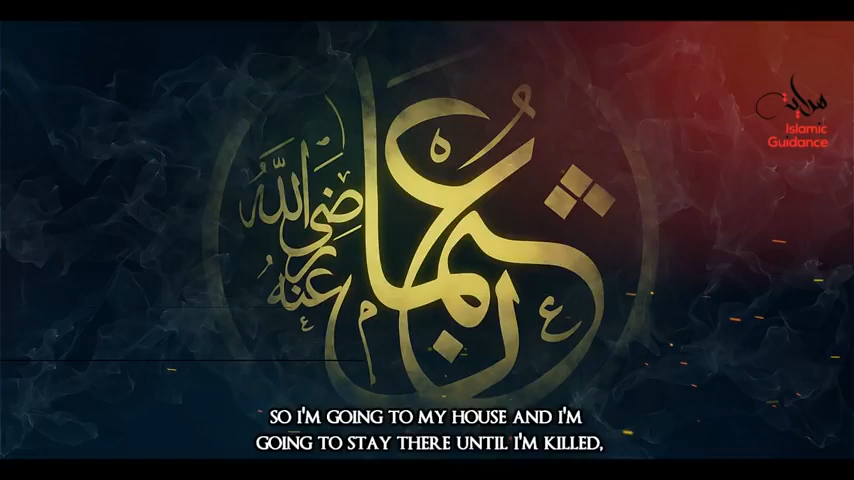 هداية
Islamic
Guidance
عثمان
رضي الله عنه
SO I'M GOING TO MY HOUSE AND I'M
GOING TO STAY THERE UNTIL I'M KILLED,